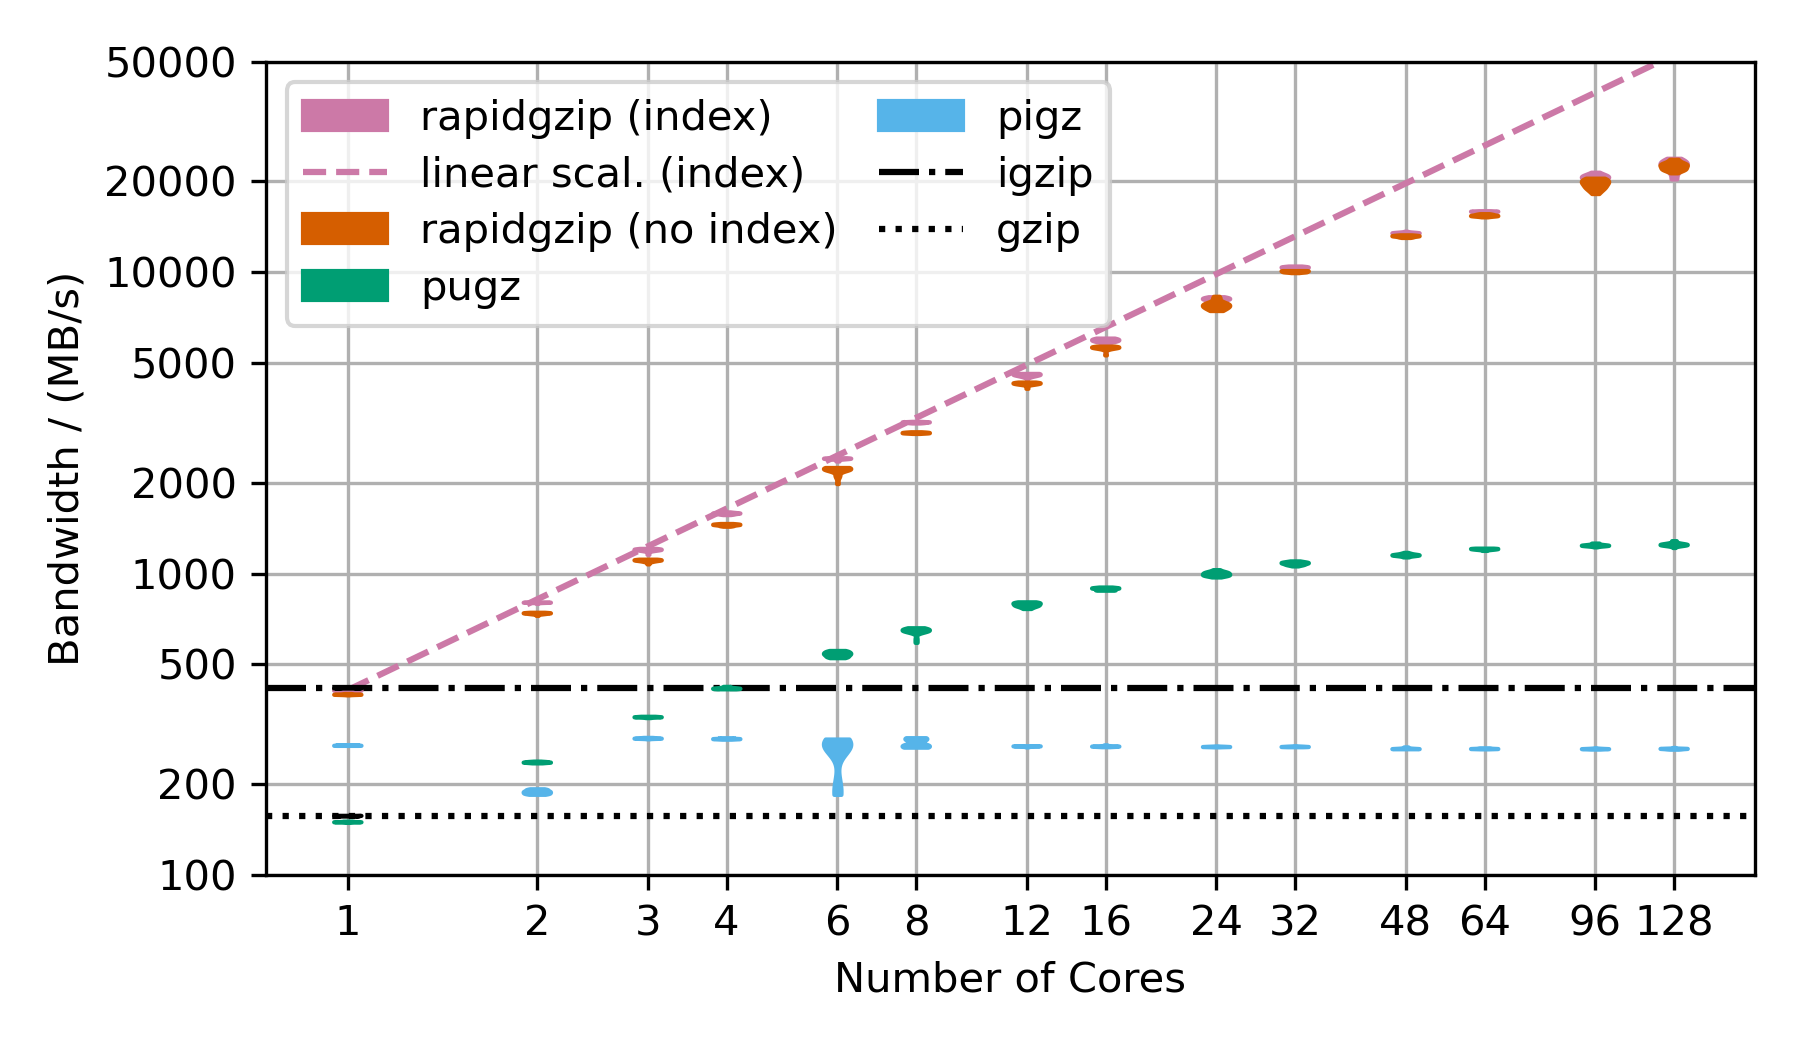 50000
20000
10000
5000
2000
1000
500
200
100
Bandwidth / (MB/s)
rapidgzip (index)
linear scal. (index)
rapidgzip (no index)
pugz
pigz
igzip
gzip
1 2 3 4 6 8 12 16 24 32 48 64 96 128
Number of Cores